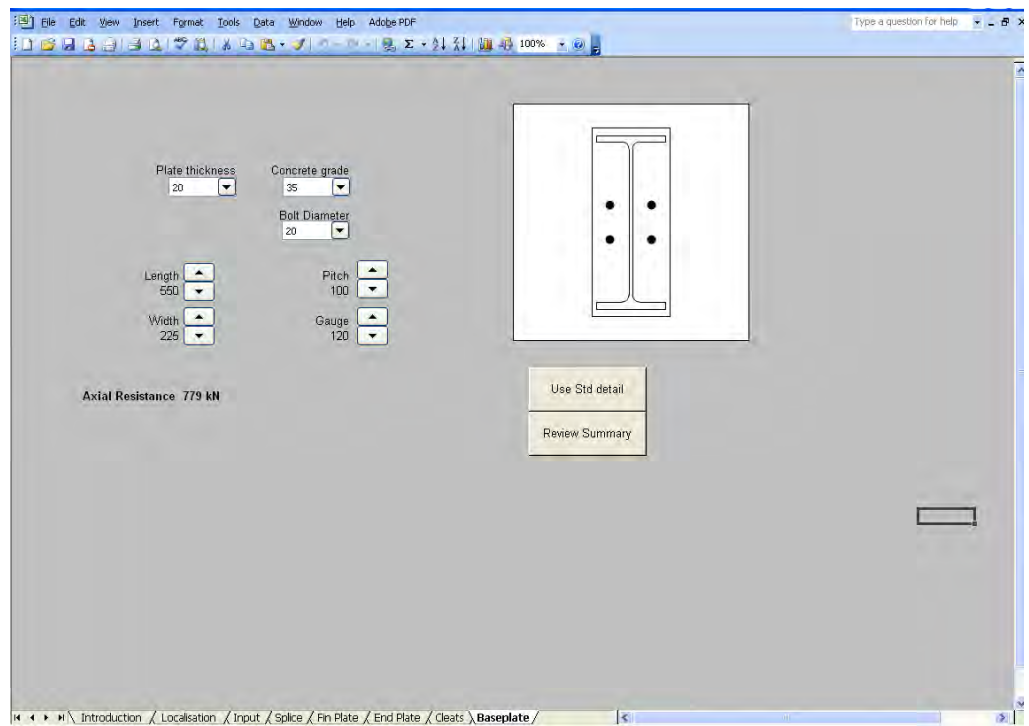 File Edit View Insert Format Tools Data Window Help Adobe PDF
Type a question for help
100%
Plate thickness
20
Concrete grade
35
Bolt Diameter
20
Length
550
Pitch
100
Width
225
Gauge
120
Axial Resistance 779 kN
Use Std detail
Review Summary
Introduction / Localisation / Input / Splice / Fin Plate / End Plate / Cleats \ Baseplate /